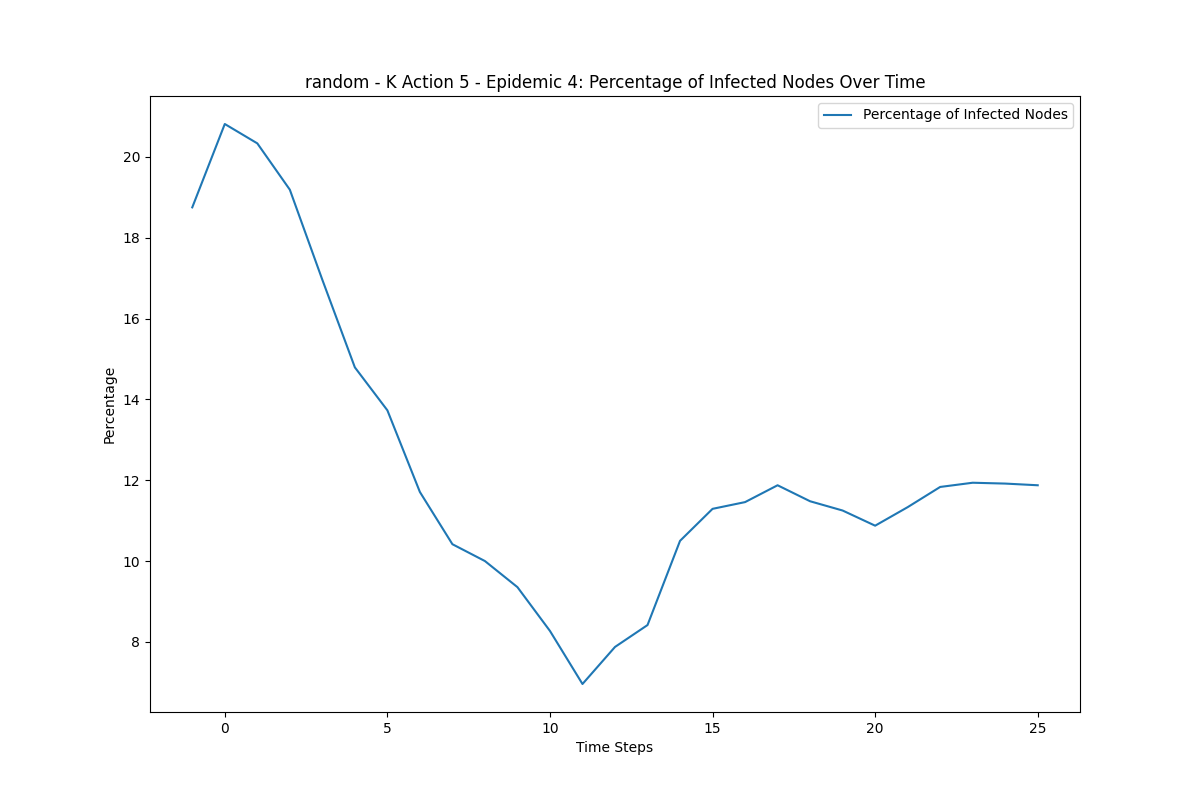 random - K Action 5 - Epidemic 4: Percentage of Infected Nodes Over Time
Percentage of Infected Nodes
20
18
16
14
12
10
8
Percentage
0 5 10 15 20 25
Time Steps